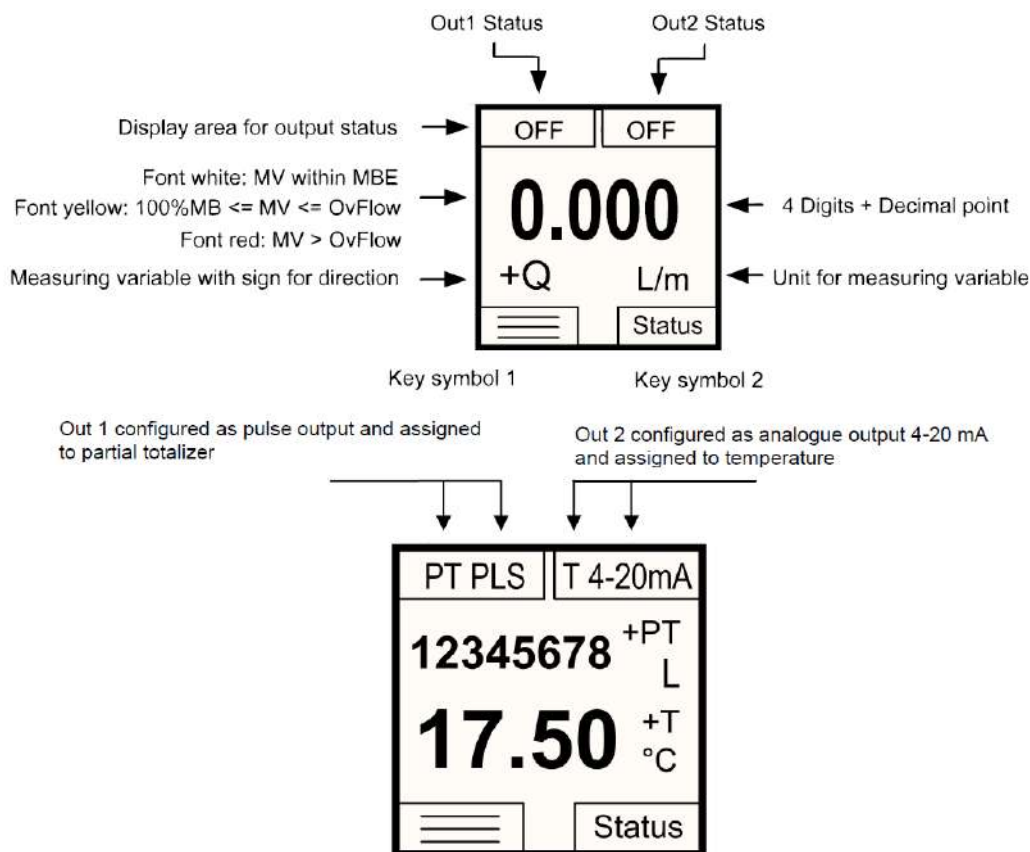 Out1 Status
Out2 Status
Display area for output status
OFF
OFF
Font white: MV within MBE
Font yellow: 100%MB <= MV <= OvFlow
Font red: MV > OvFlow
0.000
4 Digits + Decimal point
Measuring variable with sign for direction
+Q
L/m
Unit for measuring variable
Status
Key symbol 1
Key symbol 2
Out 1 configured as pulse output and assigned
to partial totalizer
Out 2 configured as analogue output 4-20 mA
and assigned to temperature
PT PLS
T 4-20mA
12345678
+PT
L
17.50
+T
°C
Status